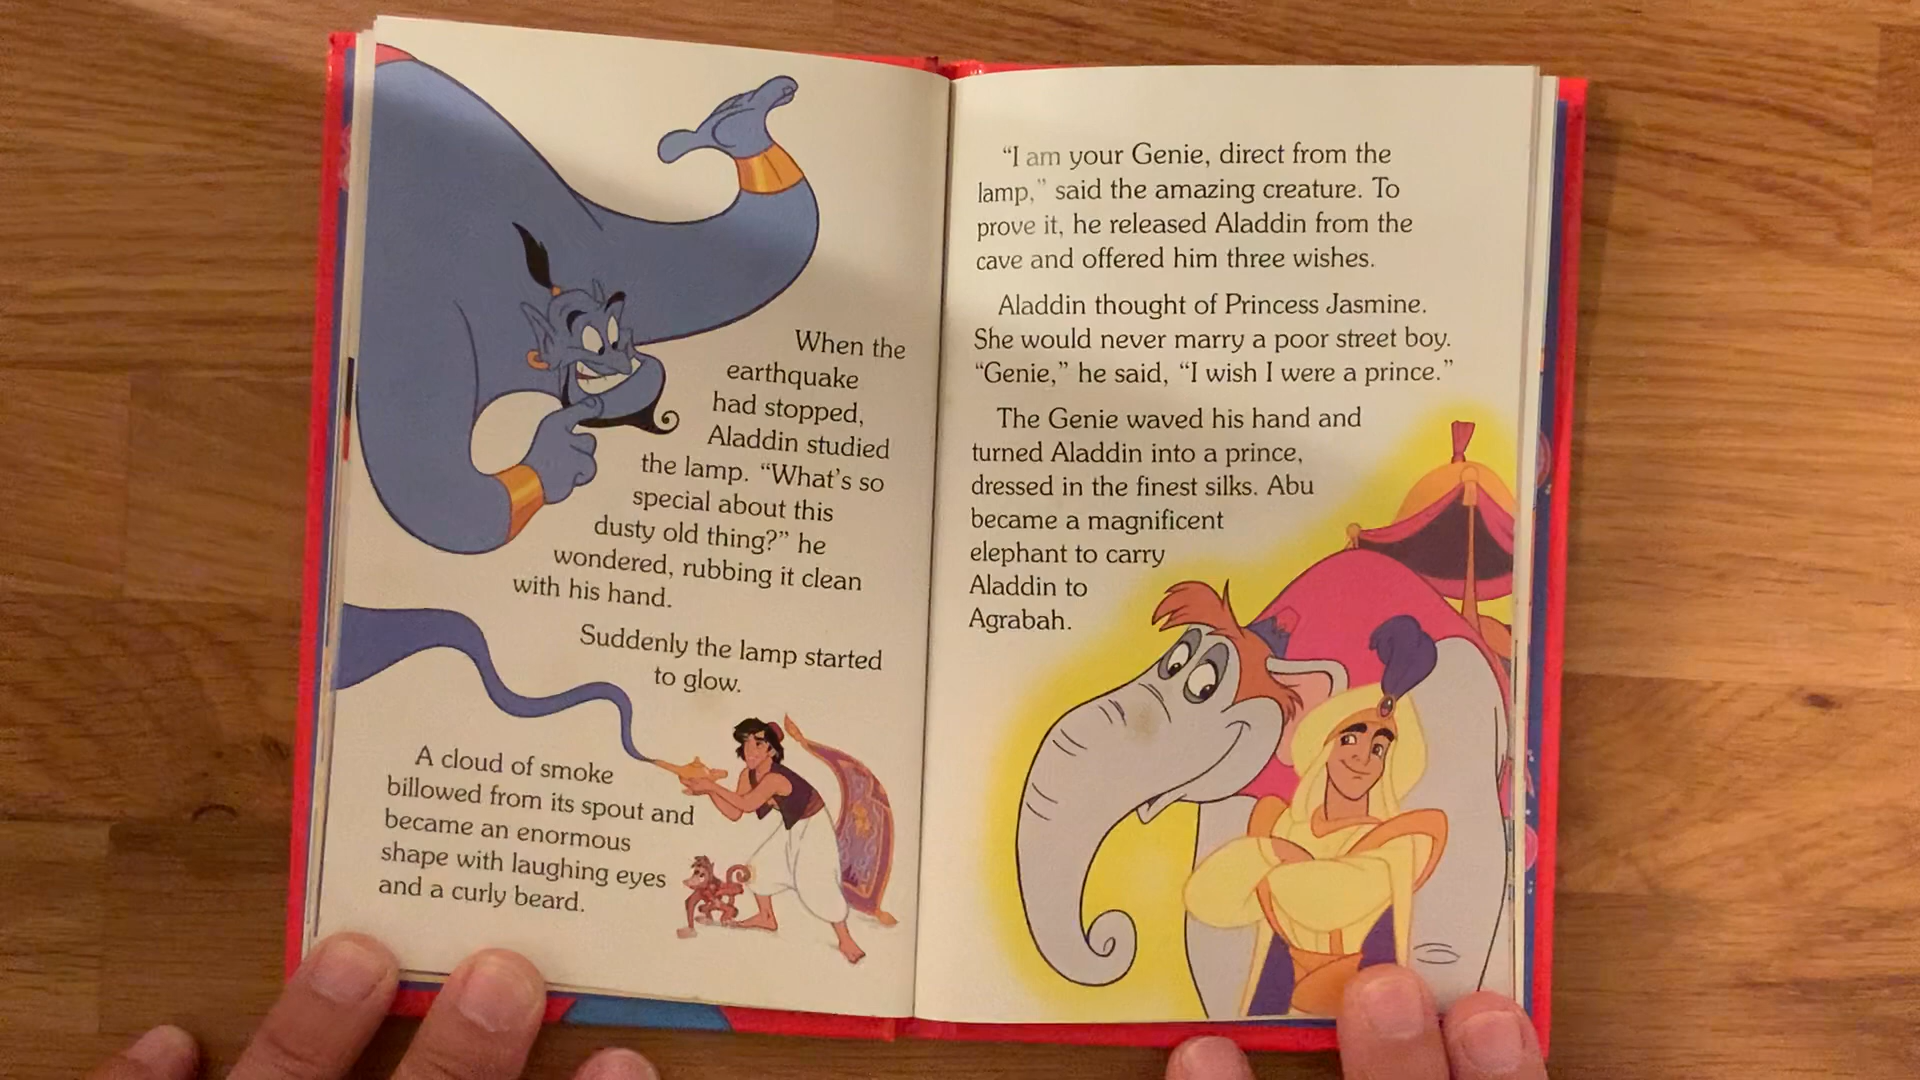 When the
earthquake
had stopped,
Aladdin studied
the lamp. “What's so
special about this
dusty old thing?” he
wondered, rubbing it clean
with his hand.
Suddenly the lamp started
to glow.
A cloud of smoke
billowed from its spout and
became an enormous
shape with laughing eyes
and a curly beard.
“I am your Genie, direct from the
lamp,” said the amazing creature. To
prove it, he released Aladdin from the
cave and offered him three wishes.
Aladdin thought of Princess Jasmine.
She would never marry a poor street boy.
“Genie,” he said, “I wish I were a prince.”
The Genie waved his hand and
turned Aladdin into a prince,
dressed in the finest silks. Abu
became a magnificent
elephant to carry
Aladdin to
Agrabah.